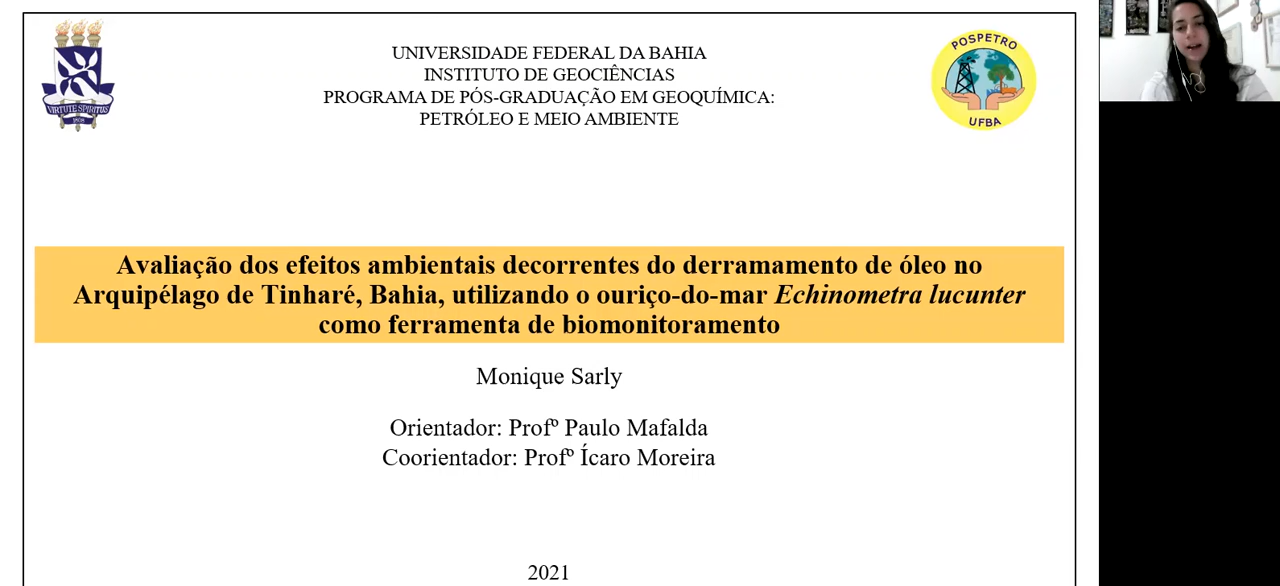 UNIVERSIDADE FEDERAL DA BAHIA
INSTITUTO DE GEOCIÊNCIAS
PROGRAMA DE PÓS-GRADUAÇÃO EM GEOQUÍMICA:
PETRÓLEO E MEIO AMBIENTE
VIRTUTE SPIRITUS
POSPETRO
UFBA
Avaliação dos efeitos ambientais decorrentes do derramamento de óleo no
Arquipélago de Tinharé, Bahia, utilizando o ouriço-do-mar Echinometra lucunter
como ferramenta de biomonitoramento
Monique Sarly
Orientador: Profº Paulo Mafalda
Coorientador: Profº Ícaro Moreira
2021